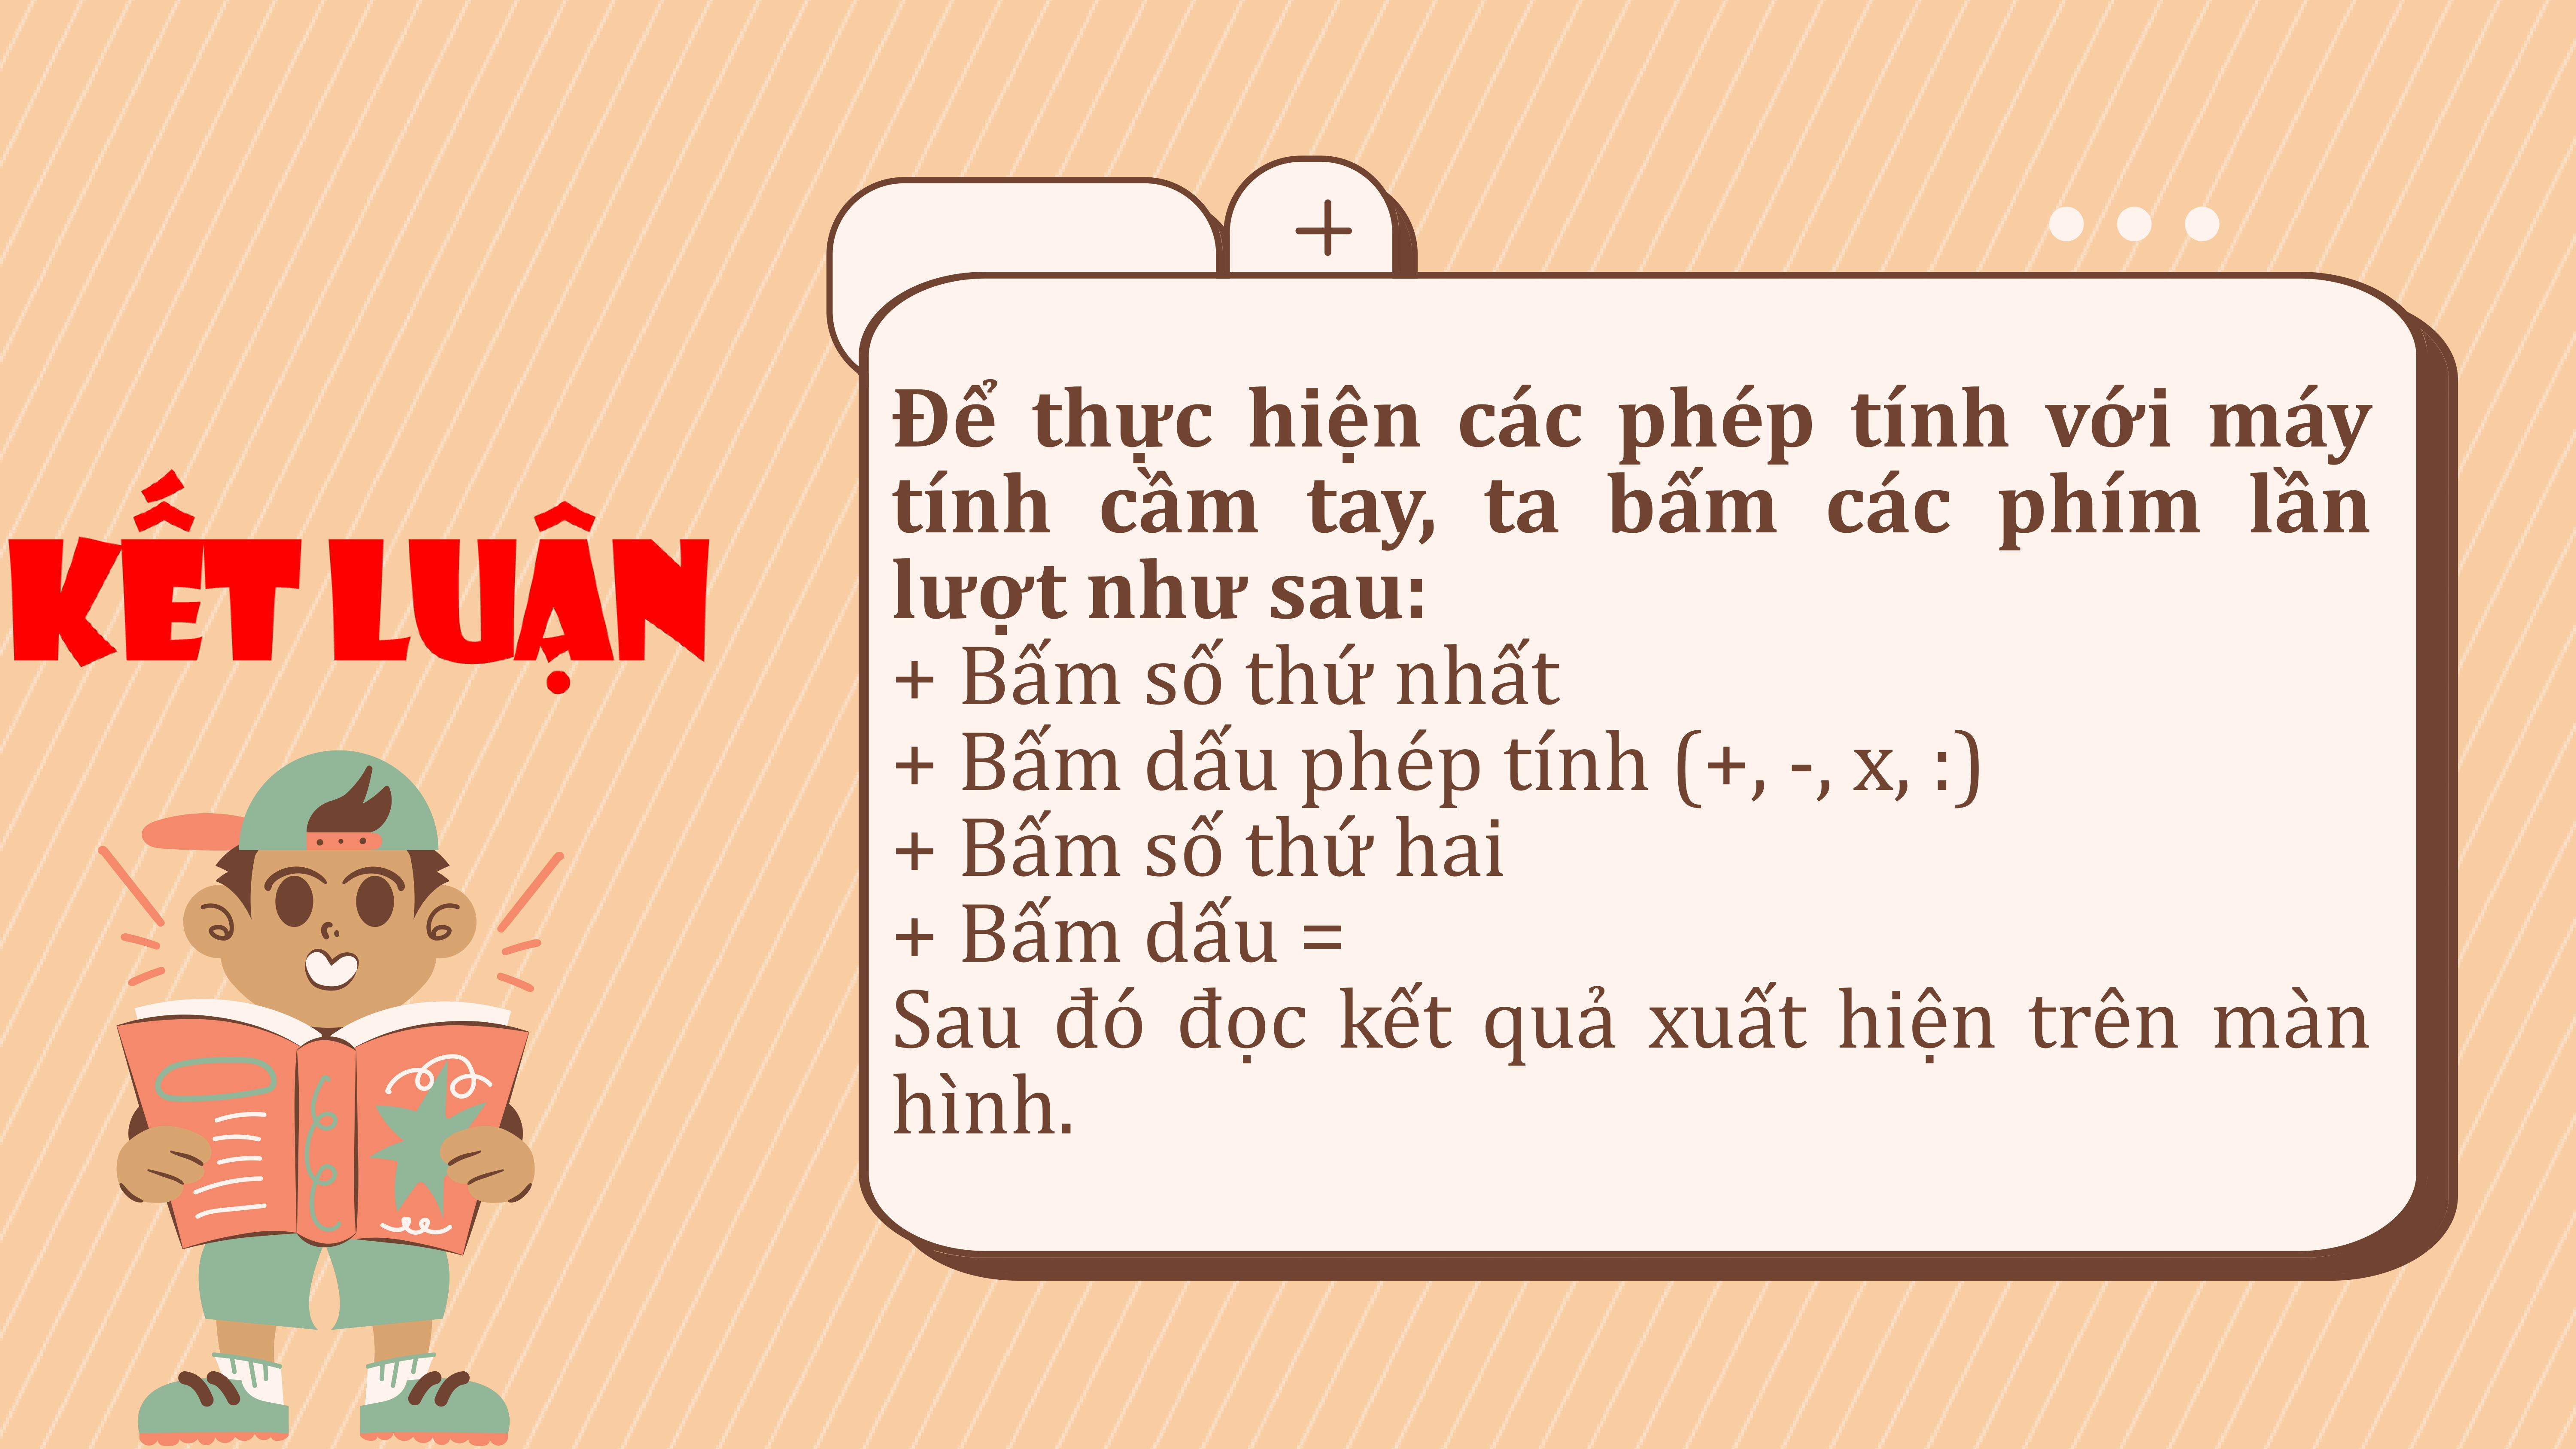 KẾT LUẬN
Để thực hiện các phép tính với máy
tính cầm tay, ta bấm các phím lần
lượt như sau:
+ Bấm số thứ nhất
+ Bấm dấu phép tính (+, -, x, :)
+ Bấm số thứ hai
+ Bấm dấu =
Sau đó đọc kết quả xuất hiện trên màn
hình.